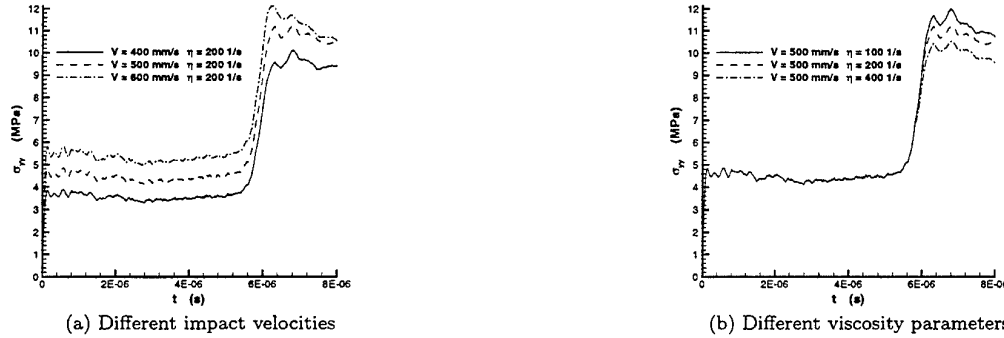 12
11
10
9
8
7
6
5
4
3
2
1
0
σyy (MPa)
V = 400 mm/s η = 200 1/s
V = 500 mm/s η = 200 1/s
V = 600 mm/s η = 200 1/s
0 2E-06 4E-06 6E-06 8E-06
t (s)
(a) Different impact velocities
12
11
10
9
8
7
6
5
4
3
2
1
0
σyy (MPa)
V = 500 mm/s η = 100 1/s
V = 500 mm/s η = 200 1/s
V = 500 mm/s η = 400 1/s
0 2E-06 4E-06 6E-06 8E-06
t (s)
(b) Different viscosity parameters